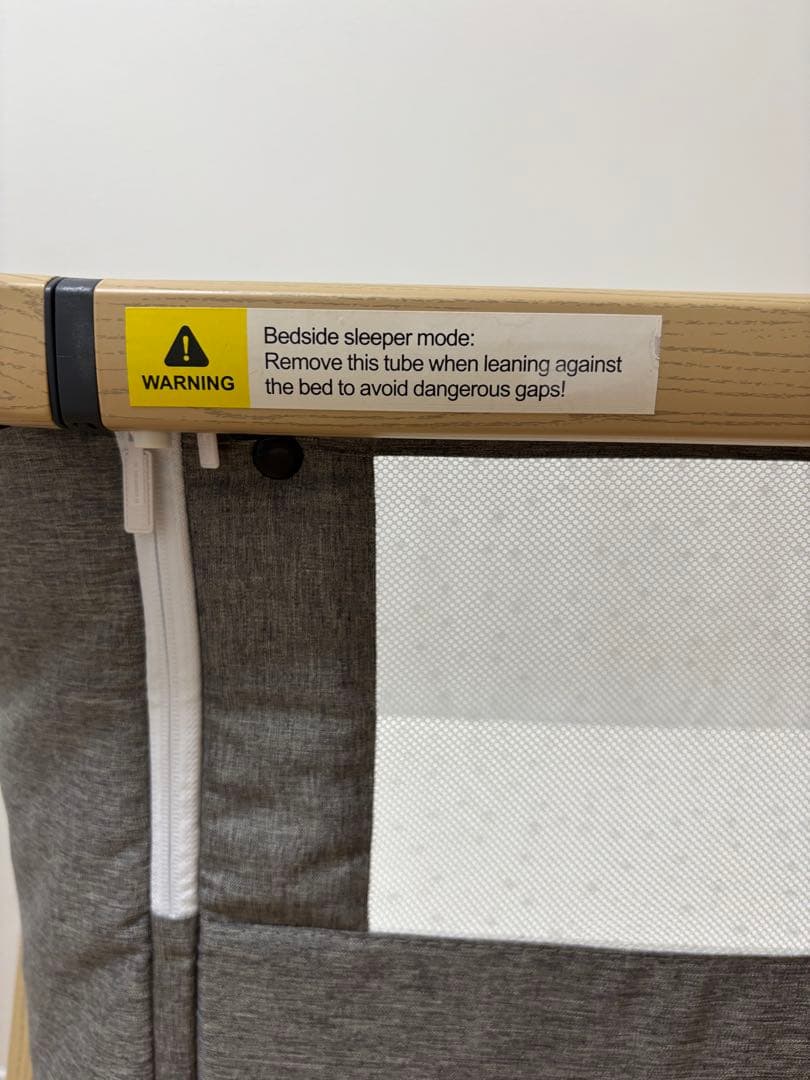 WARNING
Bedside sleeper mode:
Remove this tube when leaning against
the bed to avoid dangerous gaps!